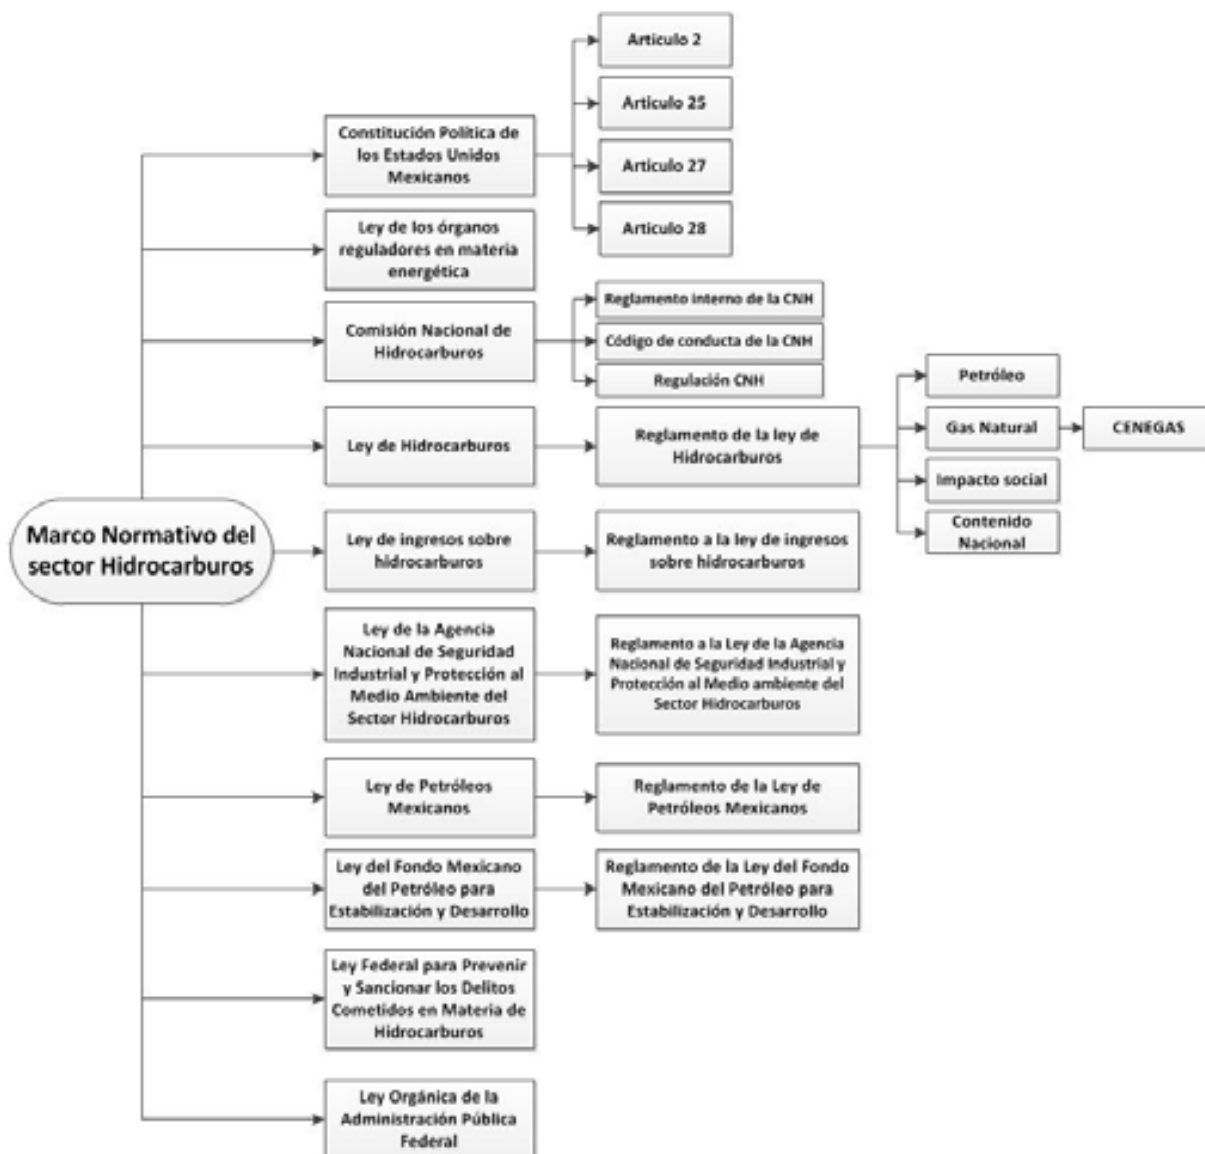 Marco Normativo del
sector Hidrocarburos
Constitución Política de
los Estados Unidos
Mexicanos
Articulo 2
Articulo 25
Articulo 27
Articulo 28
Ley de los órganos
reguladores en materia
energética
Comisión Nacional de
Hidrocarburos
Reglamento interno de la CNH
Código de conducta de la CNH
Regulación CNH
Ley de Hidrocarburos
Reglamento de la ley de
Hidrocarburos
Petróleo
Gas Natural
CENEGAS
Impacto social
Contenido
Nacional
Ley de ingresos sobre
hidrocarburos
Reglamento a la ley de ingresos
sobre hidrocarburos
Ley de la Agencia
Nacional de Seguridad
Industrial y Protección al
Medio Ambiente del
Sector Hidrocarburos
Reglamento a la Ley de la Agencia
Nacional de Seguridad Industrial y
Protección al Medio ambiente del
Sector Hidrocarburos
Ley de Petróleos
Mexicanos
Reglamento de la Ley de
Petróleos Mexicanos
Ley del Fondo Mexicano
del Petróleo para
Estabilización y Desarrollo
Reglamento de la Ley del Fondo
Mexicano del Petróleo para
Estabilización y Desarrollo
Ley Federal para Prevenir
y Sancionar los Delitos
Cometidos en Materia de
Hidrocarburos
Ley Orgánica de la
Administración Pública
Federal